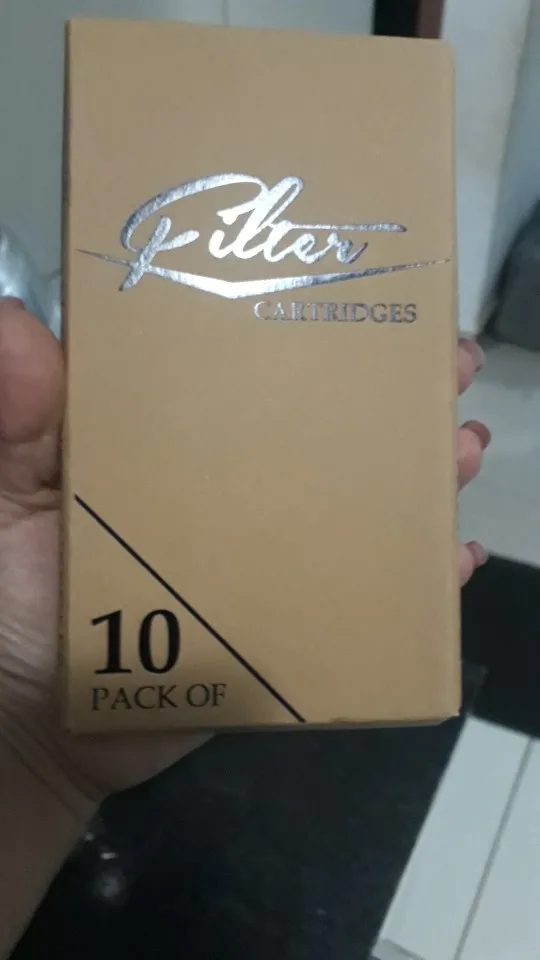 Filter
CARTRIDGES
10
PACK OF